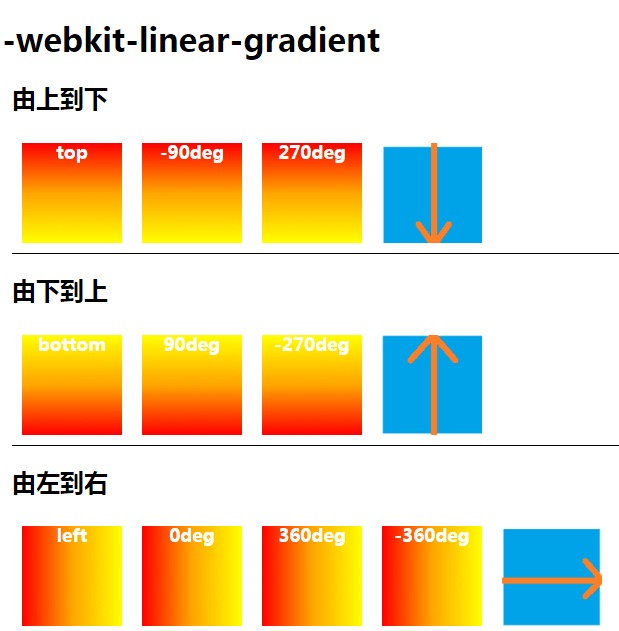 -webkit-linear-gradient
由上到下
top -90deg 270deg
由下到上
bottom 90deg -270deg
由左到右
left 0deg 360deg -360deg